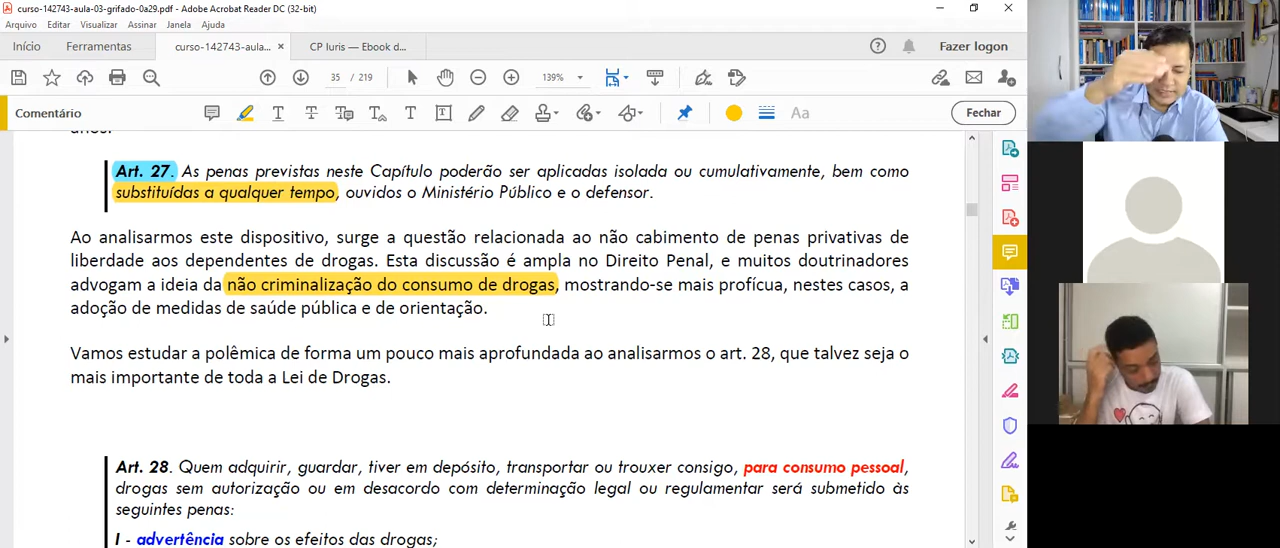 curso-142743-aula-03-grifado-0a29.pdf - Adobe Acrobat Reader DC (32-bit)
Arquivo Editar Visualizar Assinar Janela Ajuda
Início Ferramentas curso-142743-aula... × CP Iuris — Ebook d... Fazer logon
35 / 219 139%
Comentário Aa Fechar
anos.
Art. 27. As penas previstas neste Capítulo poderão ser aplicadas isolada ou cumulativamente, bem como
substituídas a qualquer tempo, ouvidos o Ministério Público e o defensor.
Ao analisarmos este dispositivo, surge a questão relacionada ao não cabimento de penas privativas de
liberdade aos dependentes de drogas. Esta discussão é ampla no Direito Penal, e muitos doutrinadores
advogam a ideia da não criminalização do consumo de drogas, mostrando-se mais profícua, nestes casos, a
adoção de medidas de saúde pública e de orientação.
Vamos estudar a polêmica de forma um pouco mais aprofundada ao analisarmos o art. 28, que talvez seja o
mais importante de toda a Lei de Drogas.
Art. 28. Quem adquirir, guardar, tiver em depósito, transportar ou trouxer consigo, para consumo pessoal,
drogas sem autorização ou em desacordo com determinação legal ou regulamentar será submetido às
seguintes penas:
I - advertência sobre os efeitos das drogas;